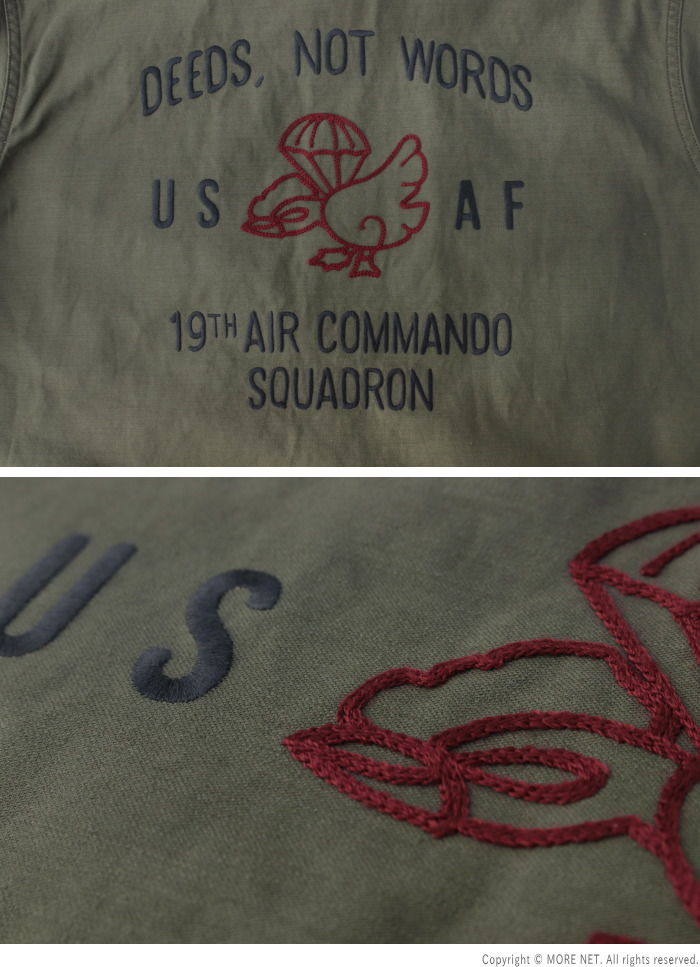 DEEDS, NOT WORDS
US AF
19TH AIR COMMANDO
SQUADRON
US
Copyright © MORE NET. All rights reserved.